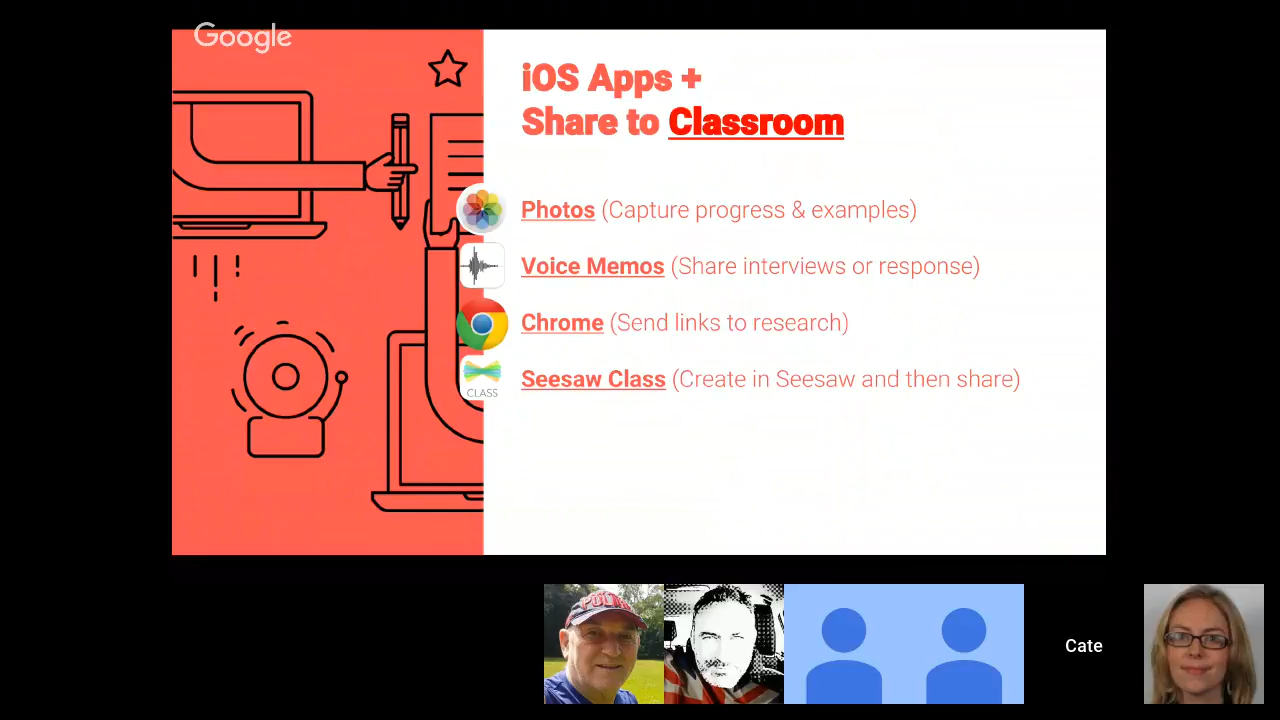 Google
iOS Apps +
Share to Classroom
Photos (Capture progress & examples)
Voice Memos (Share interviews or response)
Chrome (Send links to research)
Seesaw Class (Create in Seesaw and then share)
CLASS
Cate